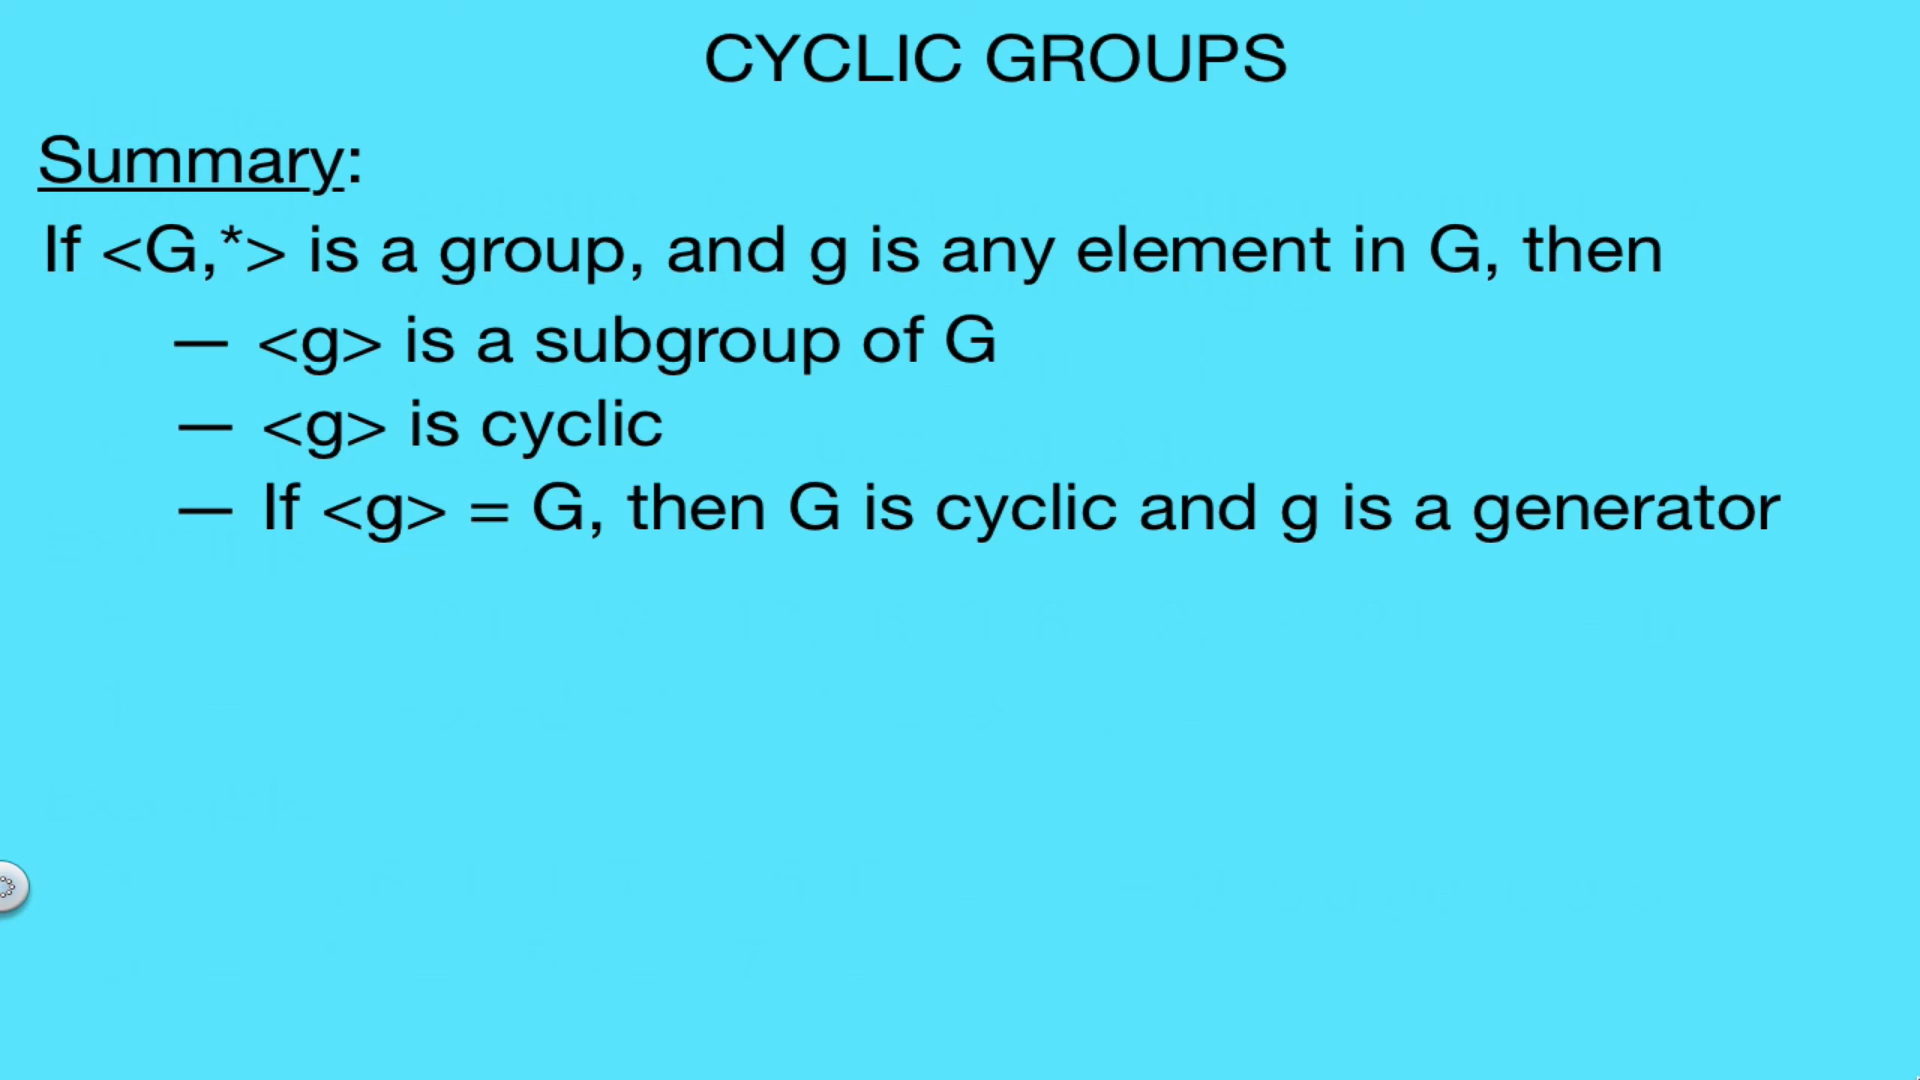 CYCLIC GROUPS
Summary:
If <G,*> is a group, and g is any element in G, then
— <g> is a subgroup of G
— <g> is cyclic
— If <g> = G, then G is cyclic and g is a generator